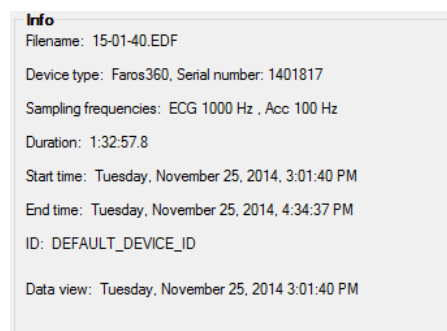 Info
Filename: 15-01-40.EDF
Device type: Faros360, Serial number: 1401817
Sampling frequencies: ECG 1000 Hz , Acc 100 Hz
Duration: 1:32:57.8
Start time: Tuesday, November 25, 2014, 3:01:40 PM
End time: Tuesday, November 25, 2014, 4:34:37 PM
ID: DEFAULT_DEVICE_ID
Data view: Tuesday, November 25, 2014 3:01:40 PM